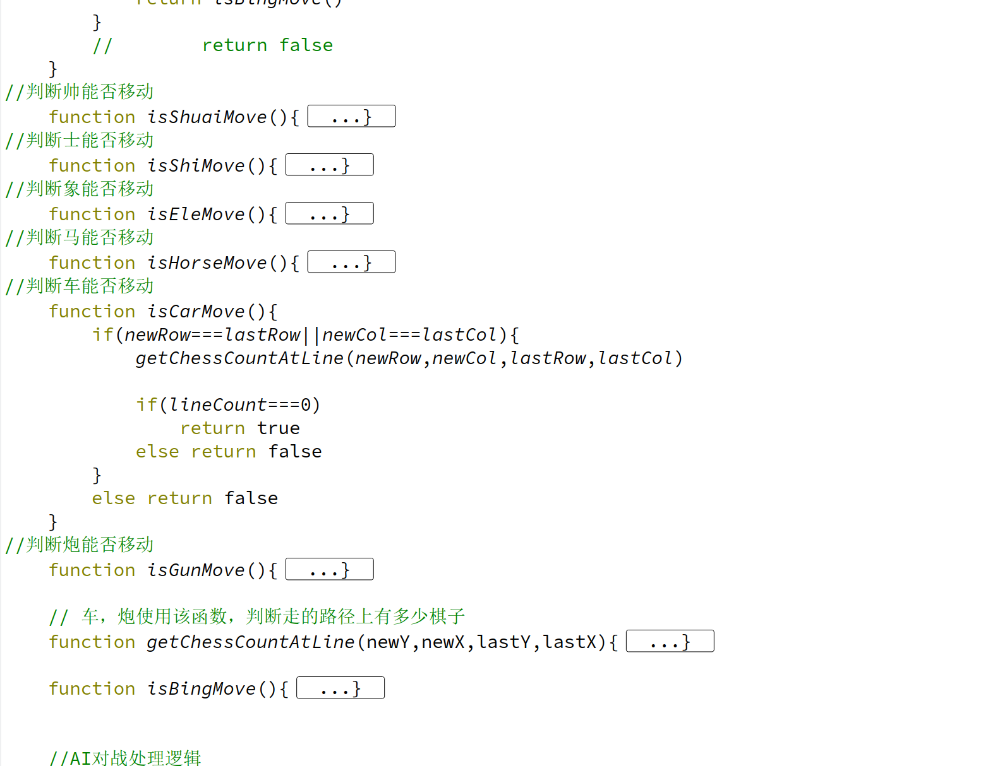 return isBingMove()
}
//        return false
}
//判断帅能否移动
function isShuaiMove(){ ...}
//判断士能否移动
function isShiMove(){ ...}
//判断象能否移动
function isEleMove(){ ...}
//判断马能否移动
function isHorseMove(){ ...}
//判断车能否移动
function isCarMove(){
if(newRow===lastRow||newCol===lastCol){
getChessCountAtLine(newRow,newCol,lastRow,lastCol)
if(lineCount===0)
return true
else return false
}
else return false
}
//判断炮能否移动
function isGunMove(){ ...}
// 车，炮使用该函数，判断走的路径上有多少棋子
function getChessCountAtLine(newY,newX,lastY,lastX){ ...}
function isBingMove(){ ...}
//AI对战处理逻辑